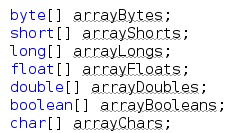 byte[] arrayBytes;
short[] arrayShorts;
long[] arrayLongs;
float[] arrayFloats;
double[] arrayDoubles;
boolean[] arrayBooleans;
char[] arrayChars;